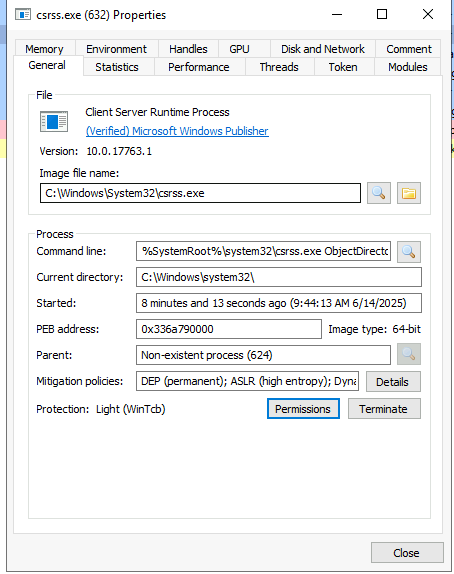 csrss.exe (632) Properties
Memory Environment Handles GPU Disk and Network Comment
General Statistics Performance Threads Token Modules
File
Client Server Runtime Process
(Verified) Microsoft Windows Publisher
Version: 10.0.17763.1
Image file name:
C:\Windows\System32\csrss.exe
Process
Command line: %SystemRoot%\system32\csrss.exe ObjectDirecto
Current directory: C:\Windows\system32\
Started: 8 minutes and 13 seconds ago (9:44:13 AM 6/14/2025)
PEB address: 0x336a790000 Image type: 64-bit
Parent: Non-existent process (624)
Mitigation policies: DEP (permanent); ASLR (high entropy); Dyna Details
Protection: Light (WinTcb) Permissions Terminate
Close